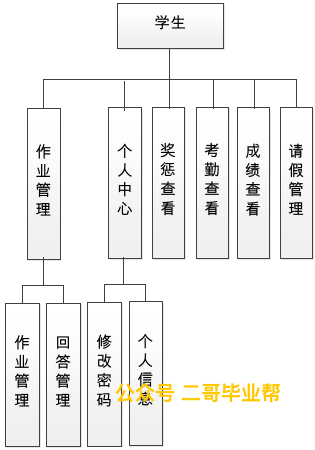 学生
作业管理
个人中心
奖惩查看
考勤查看
成绩查看
请假管理
作业管理
回答管理
修改密码
个人信息
公众号 二哥毕业帮